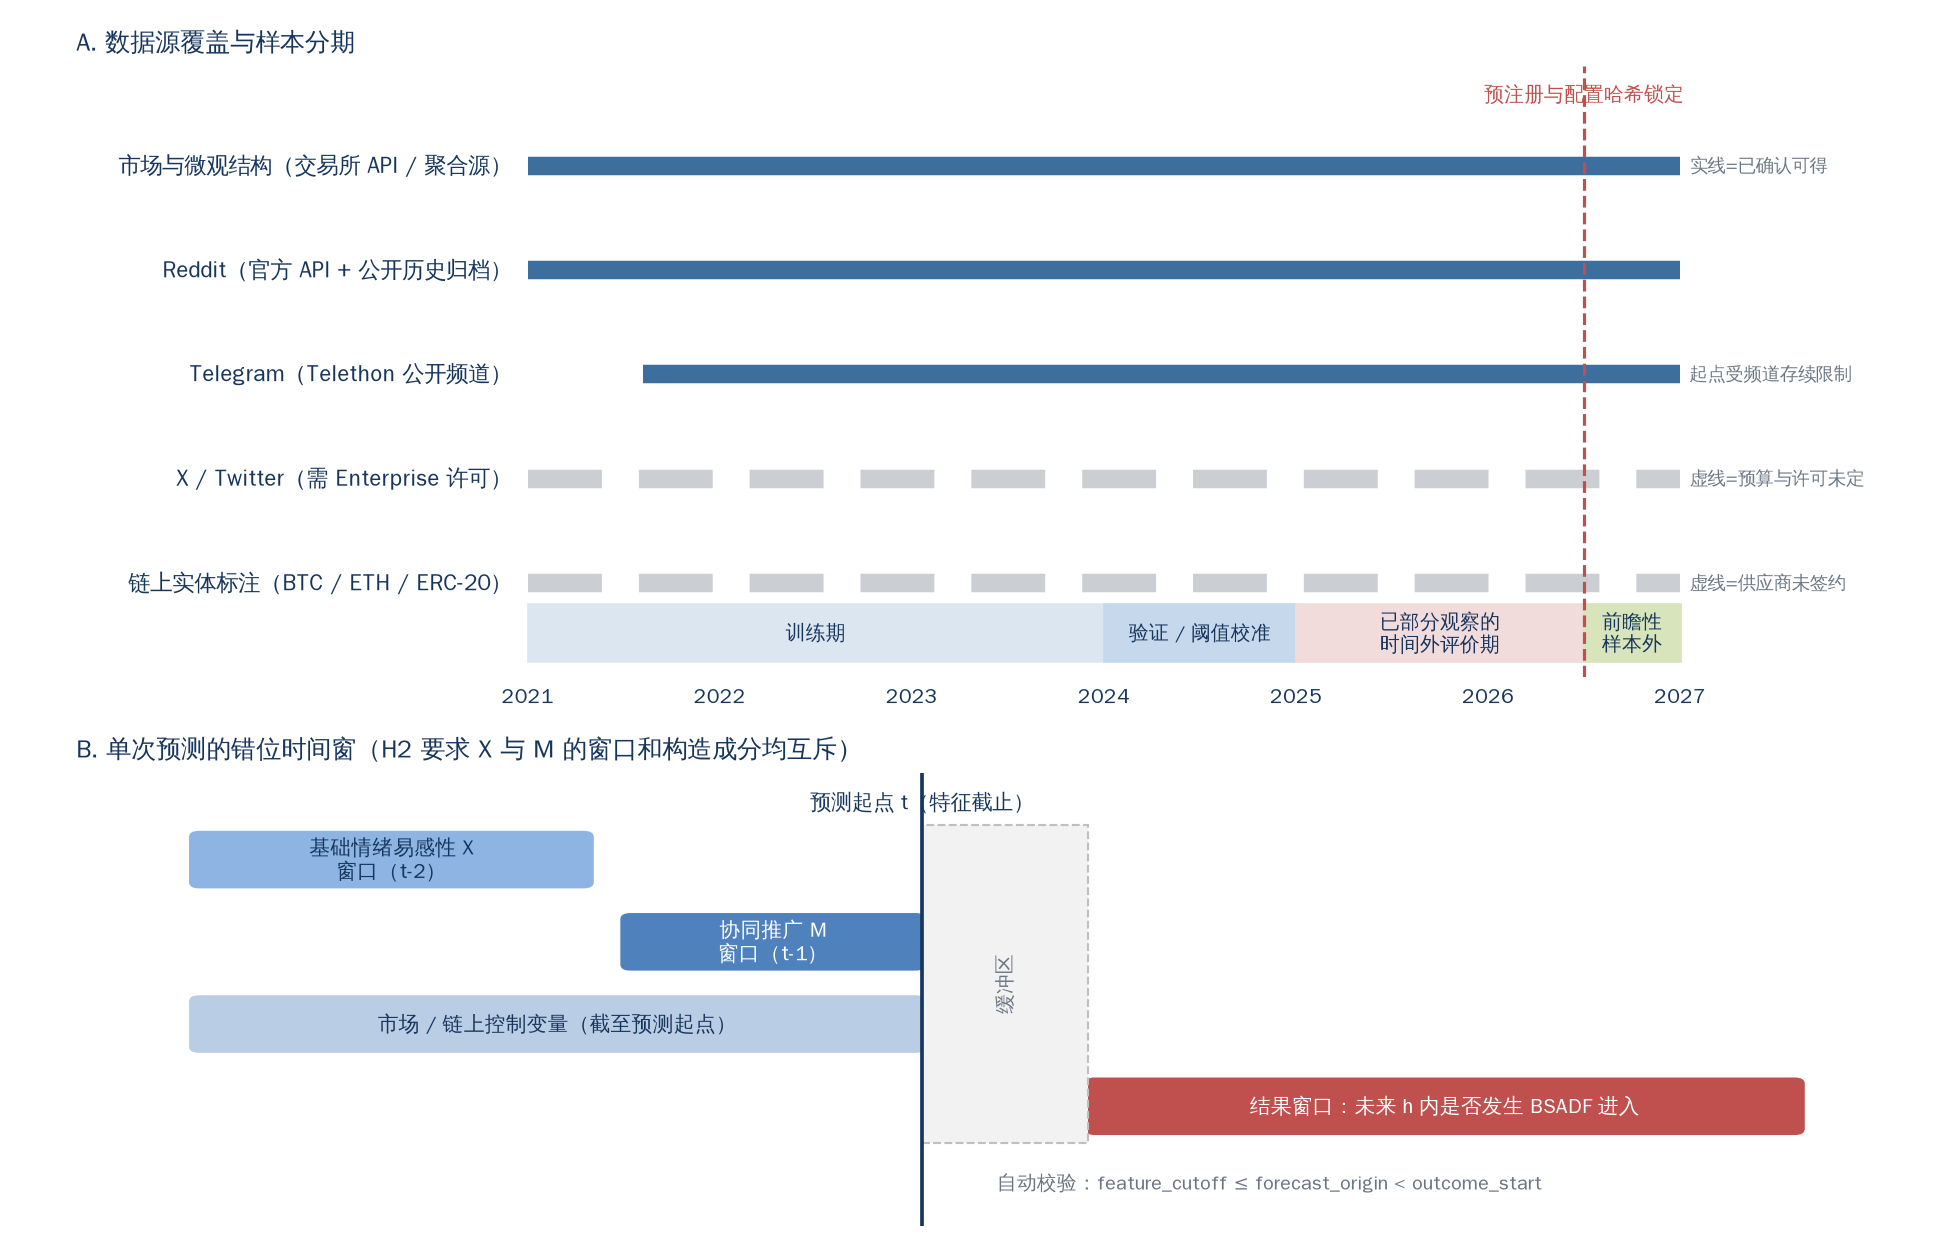 A. 数据源覆盖与样本分期
预注册与配置哈希锁定
市场与微观结构（交易所 API / 聚合源）
实线=已确认可得
Reddit（官方 API + 公开历史归档）
Telegram（Telethon 公开频道）
起点受频道存续限制
X / Twitter（需 Enterprise 许可）
虚线=预算与许可未定
链上实体标注（BTC / ETH / ERC-20）
虚线=供应商未签约
训练期
验证 / 阈值校准
已部分观察的
时间外评价期
前瞻性
样本外
2021
2022
2023
2024
2025
2026
2027
B. 单次预测的错位时间窗（H2 要求 X 与 M 的窗口和构造成分均互斥）
预测起点 t（特征截止）
基础情绪易感性 X
窗口（t-2）
协同推广 M
窗口（t-1）
缓冲区
市场 / 链上控制变量（截至预测起点）
结果窗口：未来 h 内是否发生 BSADF 进入
自动校验：feature_cutoff ≤ forecast_origin < outcome_start